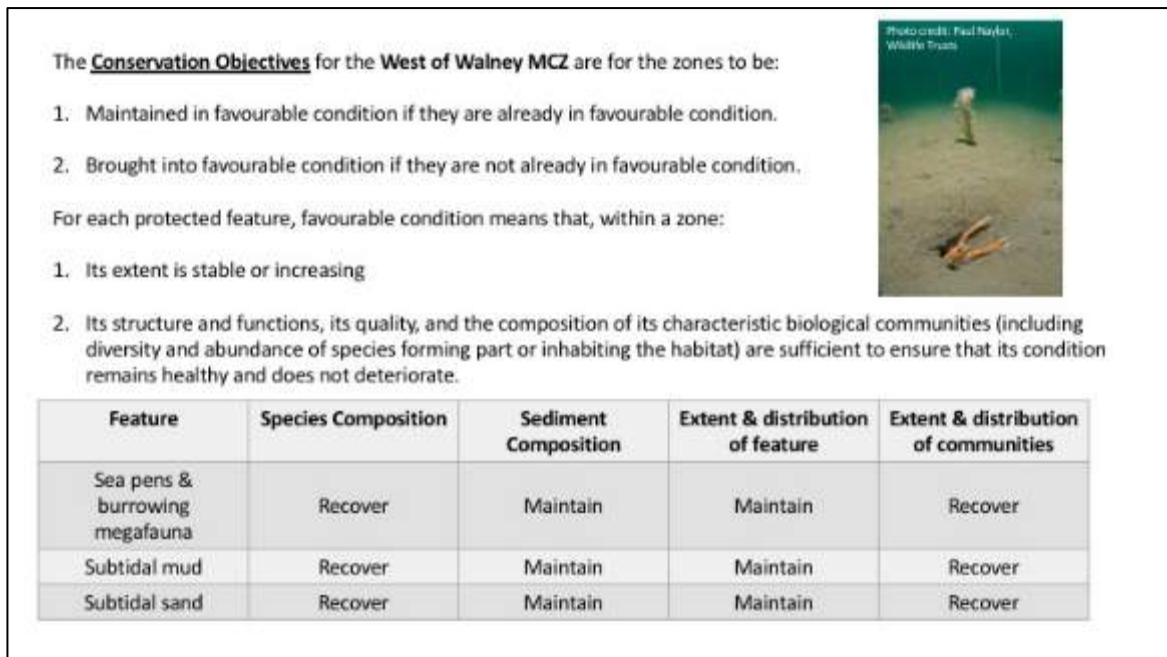 Photo credit: Paul Naylor,
Wildlife Trusts
The Conservation Objectives for the West of Walney MCZ are for the zones to be:
1. Maintained in favourable condition if they are already in favourable condition.
2. Brought into favourable condition if they are not already in favourable condition.
For each protected feature, favourable condition means that, within a zone:
1. Its extent is stable or increasing
2. Its structure and functions, its quality, and the composition of its characteristic biological communities (including
diversity and abundance of species forming part or inhabiting the habitat) are sufficient to ensure that its condition
remains healthy and does not deteriorate.
Feature Species Composition Sediment Composition Extent & distribution of feature Extent & distribution of communities
Sea pens & burrowing megafauna Recover Maintain Maintain Recover
Subtidal mud Recover Maintain Maintain Recover
Subtidal sand Recover Maintain Maintain Recover